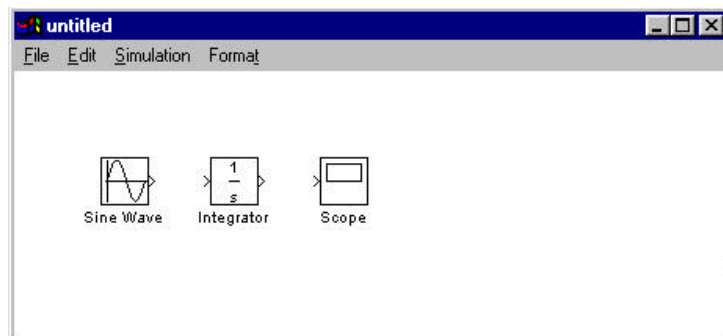 untitled
File Edit Simulation Format
1
s
Sine Wave Integrator Scope